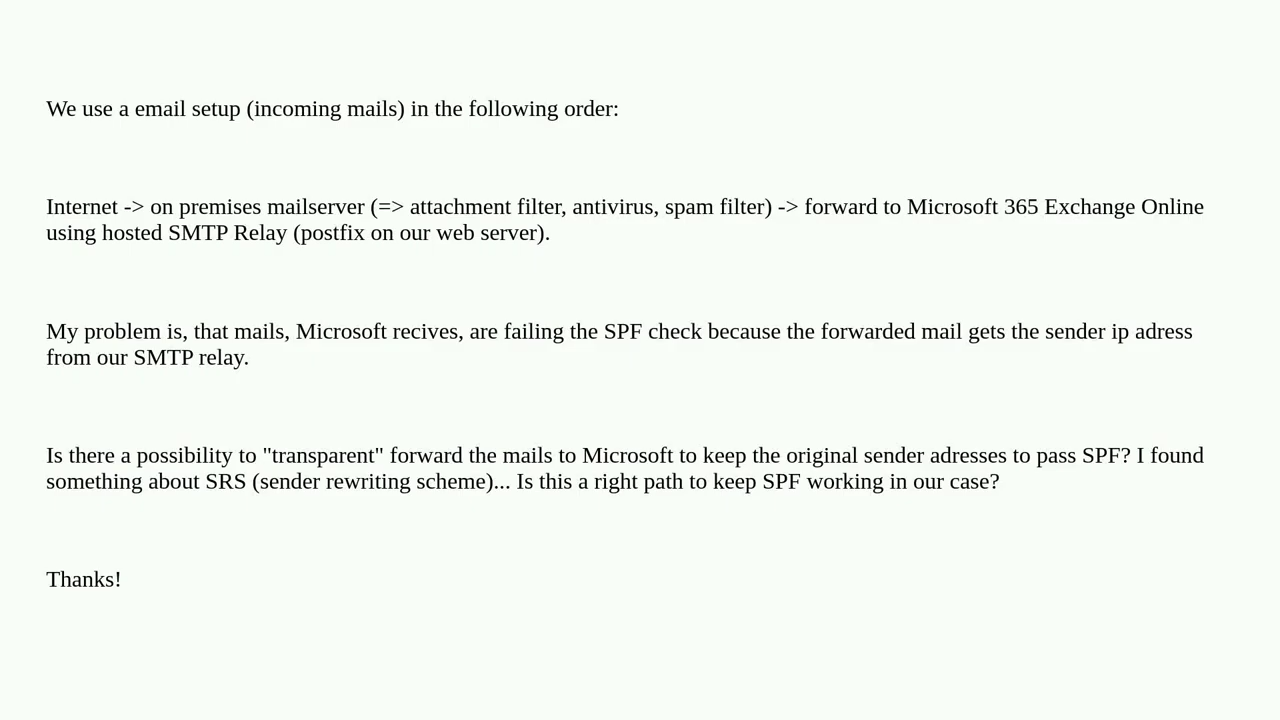 We use a email setup (incoming mails) in the following order:
Internet -> on premises mailserver (=> attachment filter, antivirus, spam filter) -> forward to Microsoft 365 Exchange Online
using hosted SMTP Relay (postfix on our web server).
My problem is, that mails, Microsoft recives, are failing the SPF check because the forwarded mail gets the sender ip adress
from our SMTP relay.
Is there a possibility to "transparent" forward the mails to Microsoft to keep the original sender adresses to pass SPF? I found
something about SRS (sender rewriting scheme)... Is this a right path to keep SPF working in our case?
Thanks!